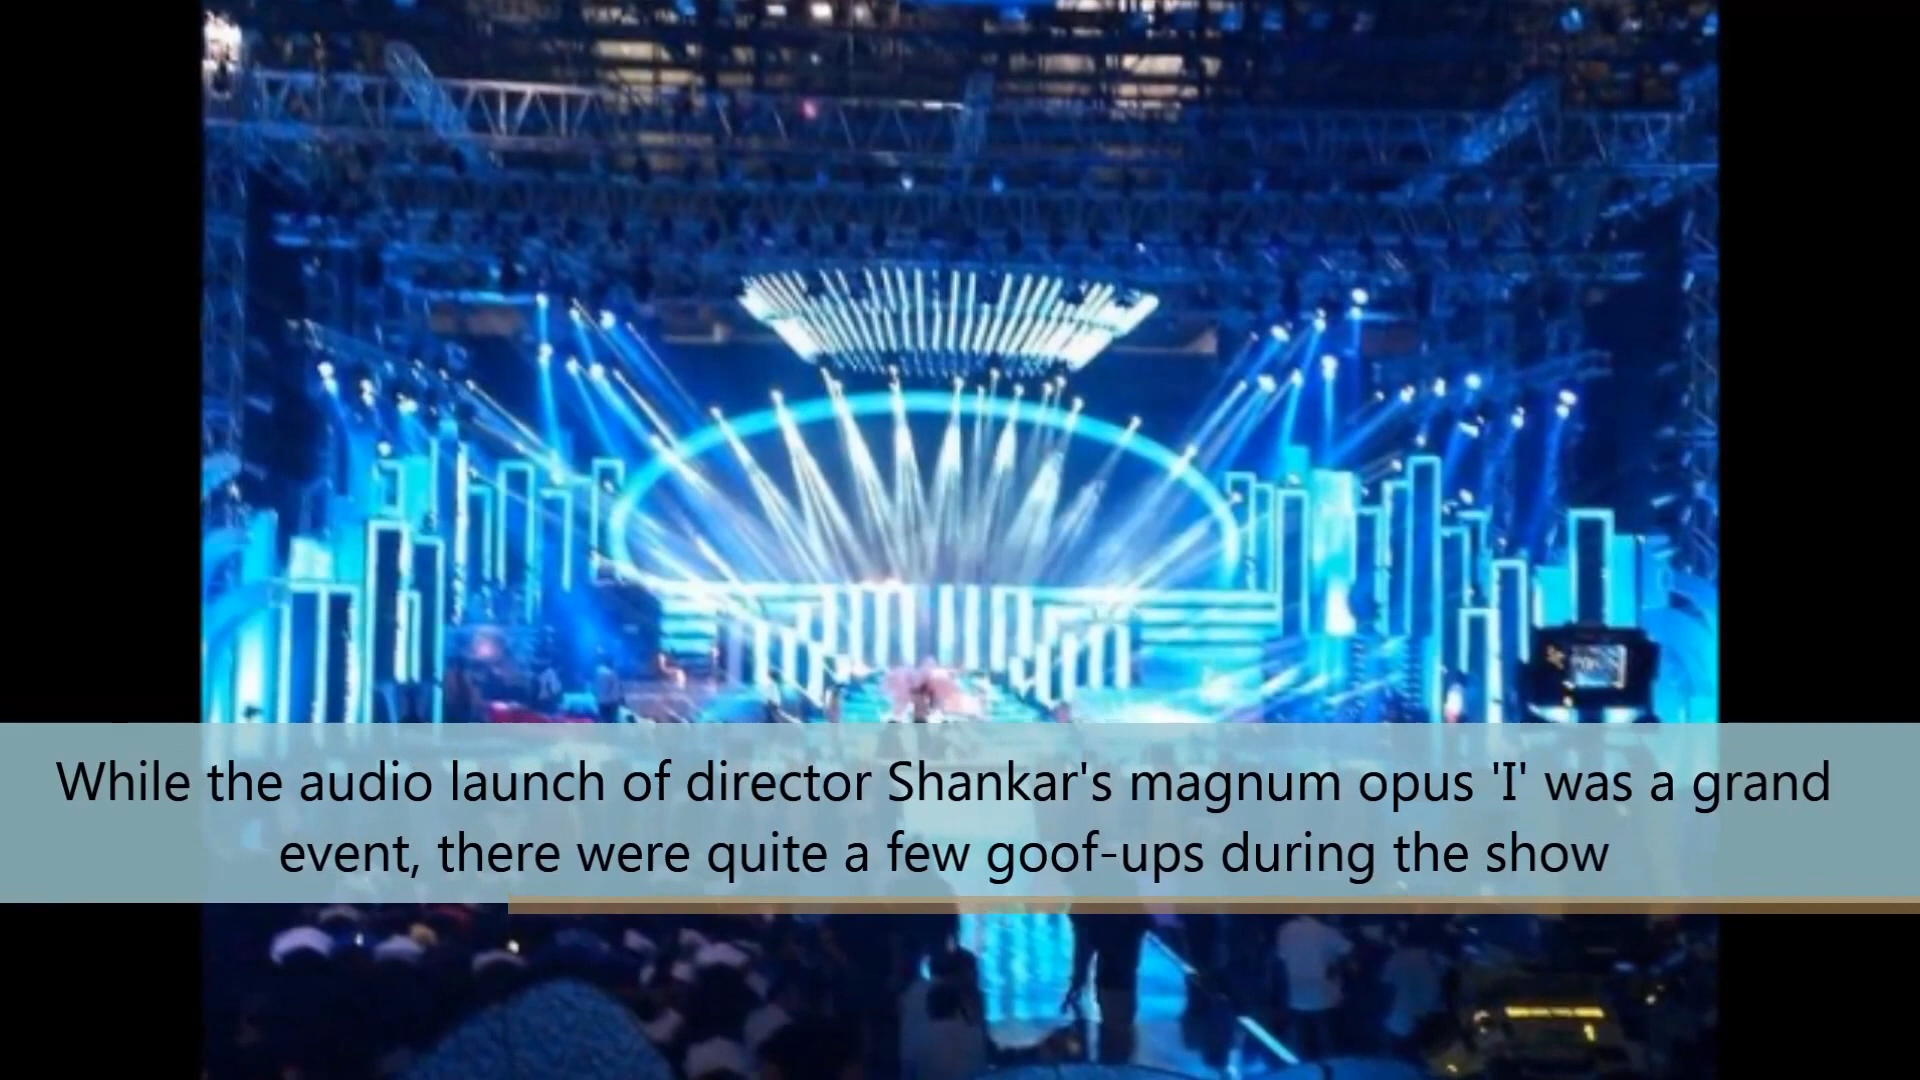 While the audio launch of director Shankar's magnum opus 'I' was a grand
event, there were quite a few goof-ups during the show